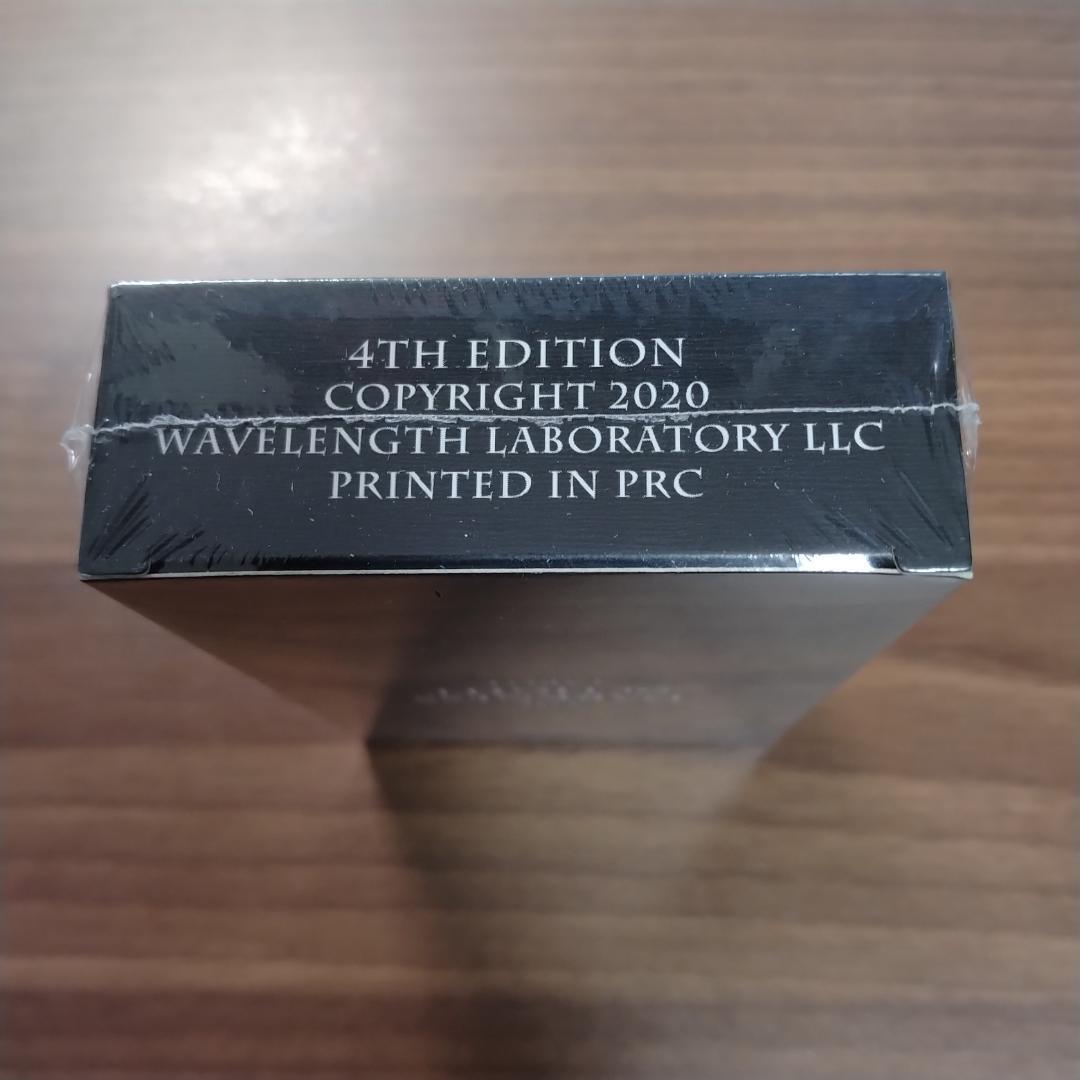 4TH EDITION
COPYRIGHT 2020
WAVELENGTH LABORATORY LLC
PRINTED IN PRC